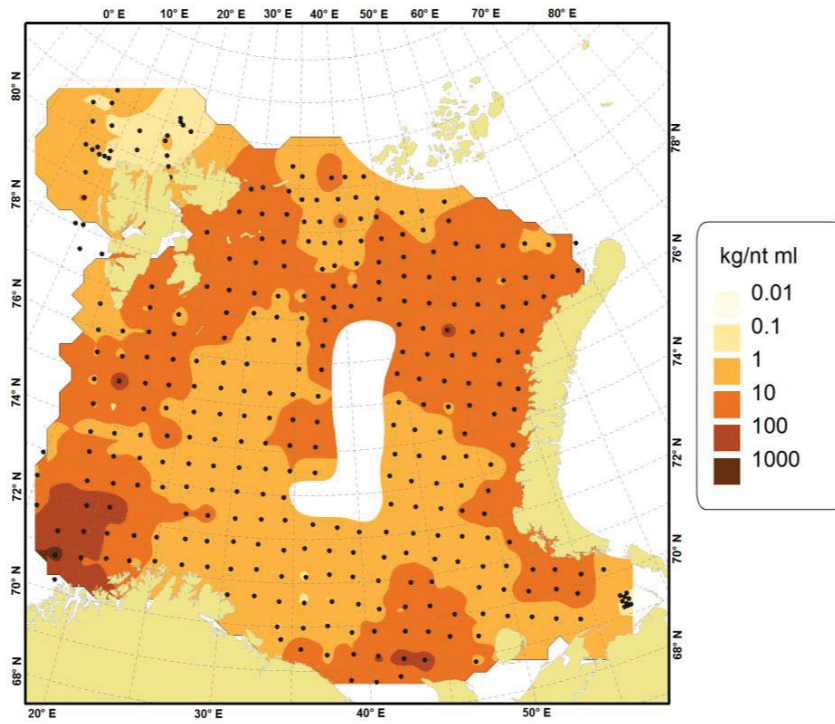 0° E 10° E 20° E 30° E 40° E 50° E 60° E 70° E 80° E
80° N
78° N
76° N
74° N
72° N
70° N
68° N
78° N
76° N
74° N
72° N
70° N
68° N
20° E 30° E 40° E 50° E
kg/nt ml
0.01
0.1
1
10
100
1000